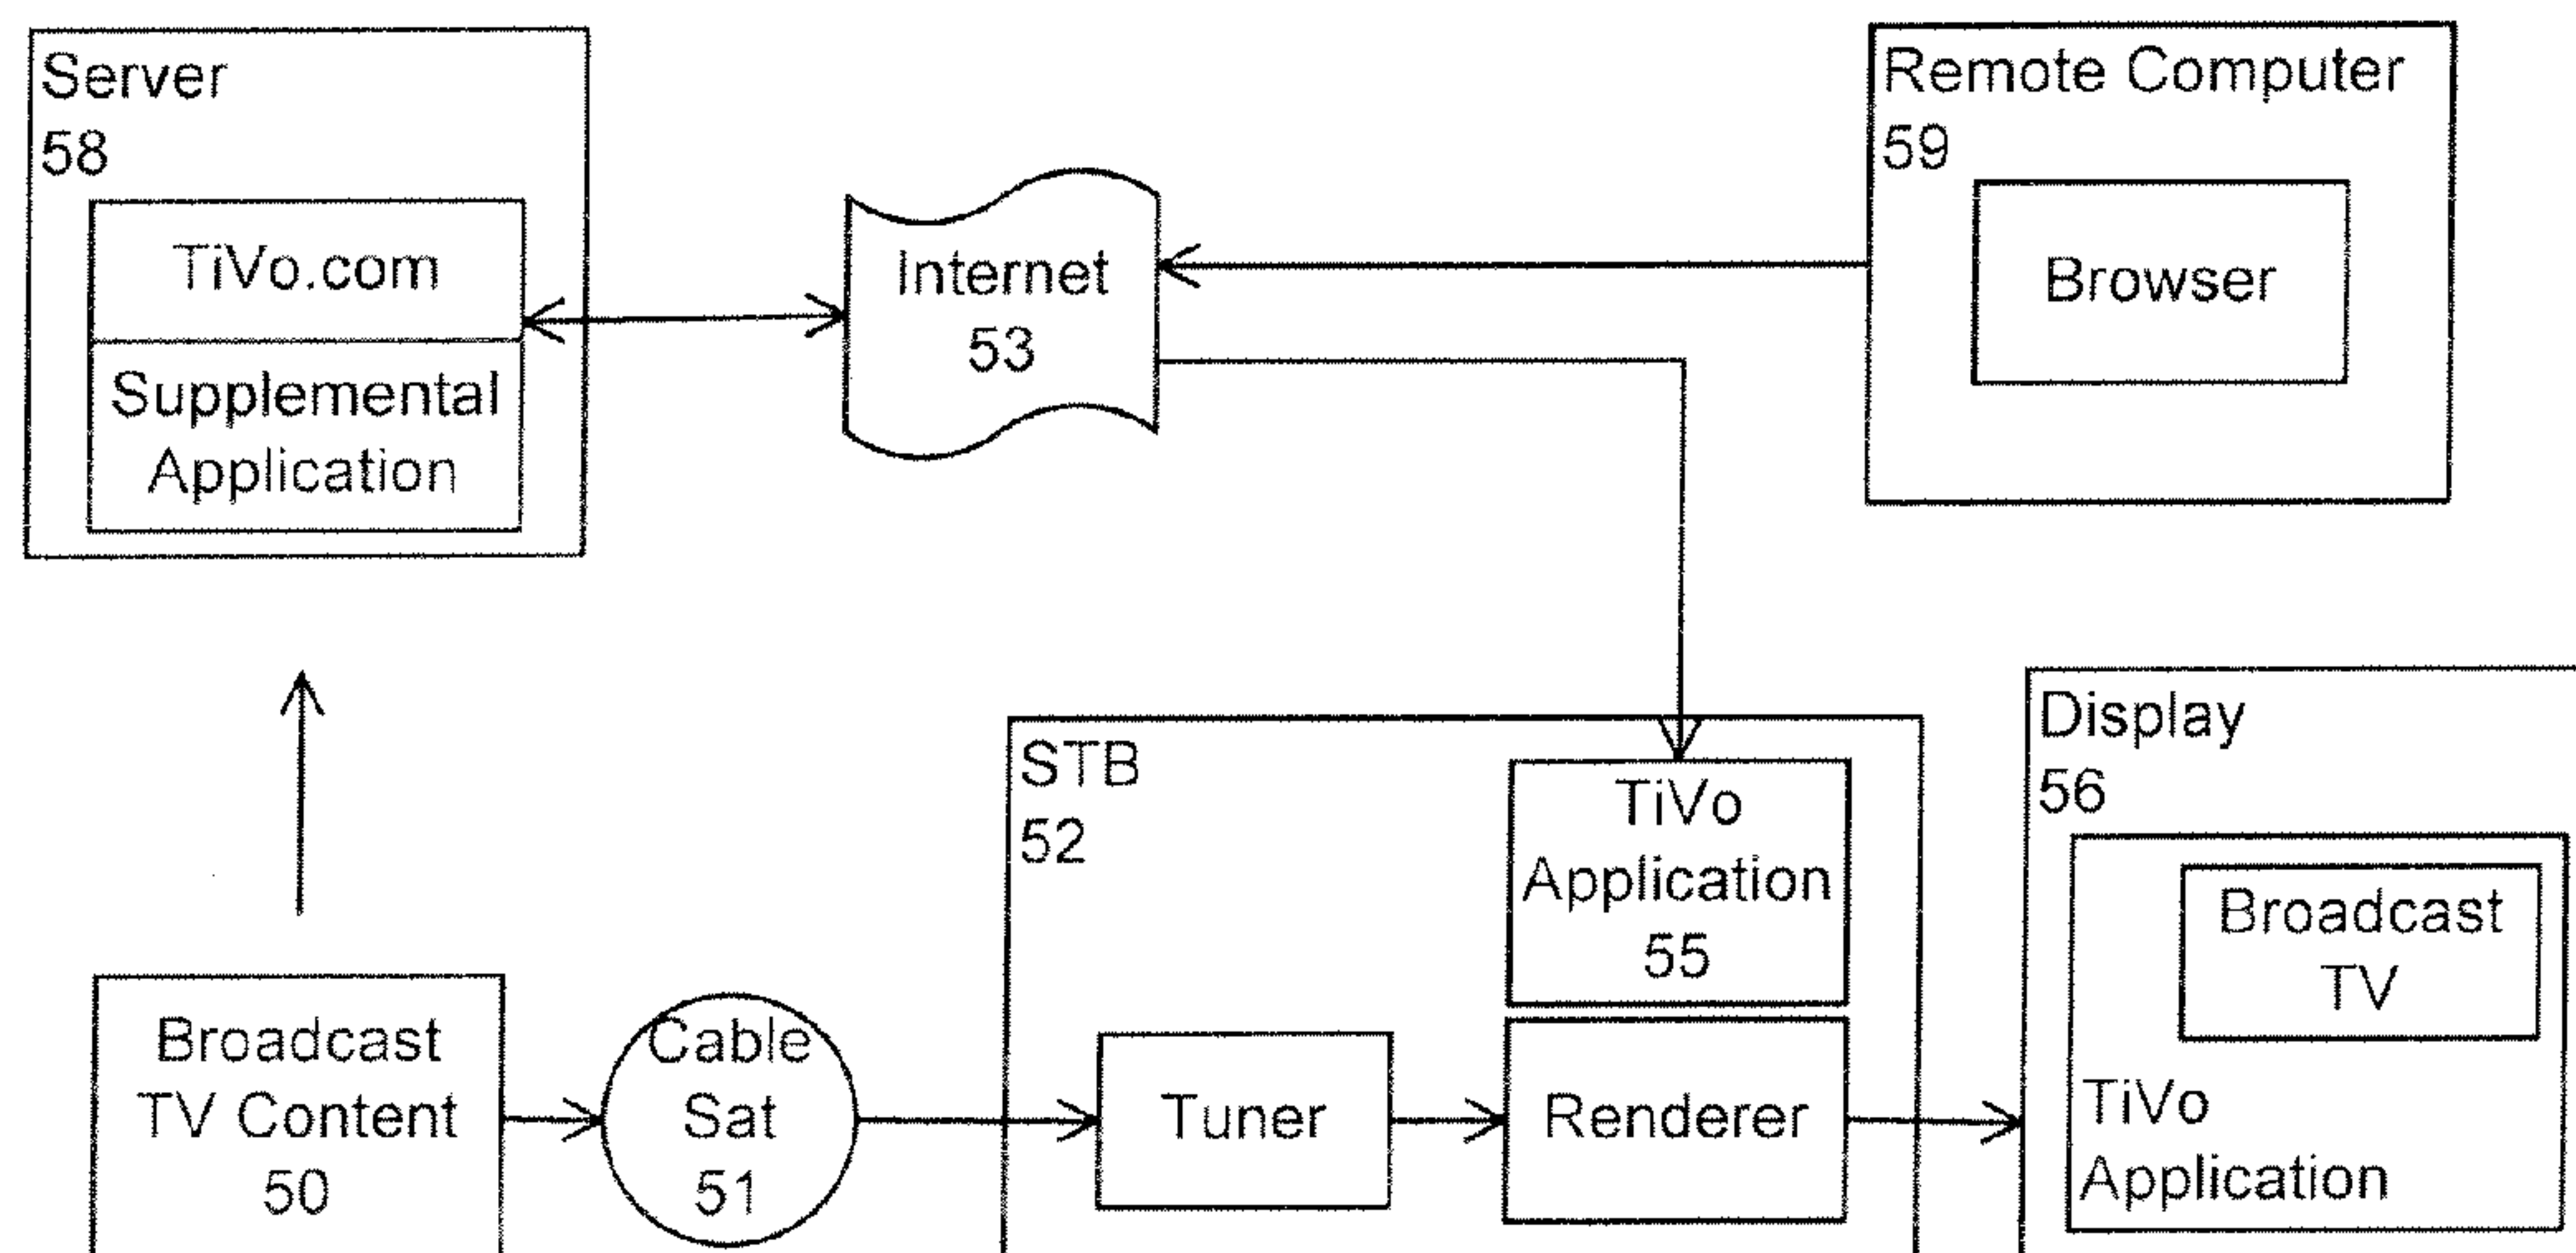 Server
58
TiVo.com
Supplemental
Application
Internet
53
Remote Computer
59
Browser
Broadcast
TV Content
50
Cable
Sat
51
STB
52
TiVo
Application
55
Tuner
Renderer
Display
56
Broadcast
TV
TiVo
Application